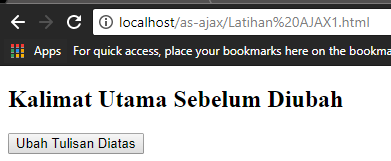 localhost/as-ajax/Latihan%20AJAX1.html
Apps For quick access, place your bookmarks here on the bookmark
Kalimat Utama Sebelum Diubah
Ubah Tulisan Diatas